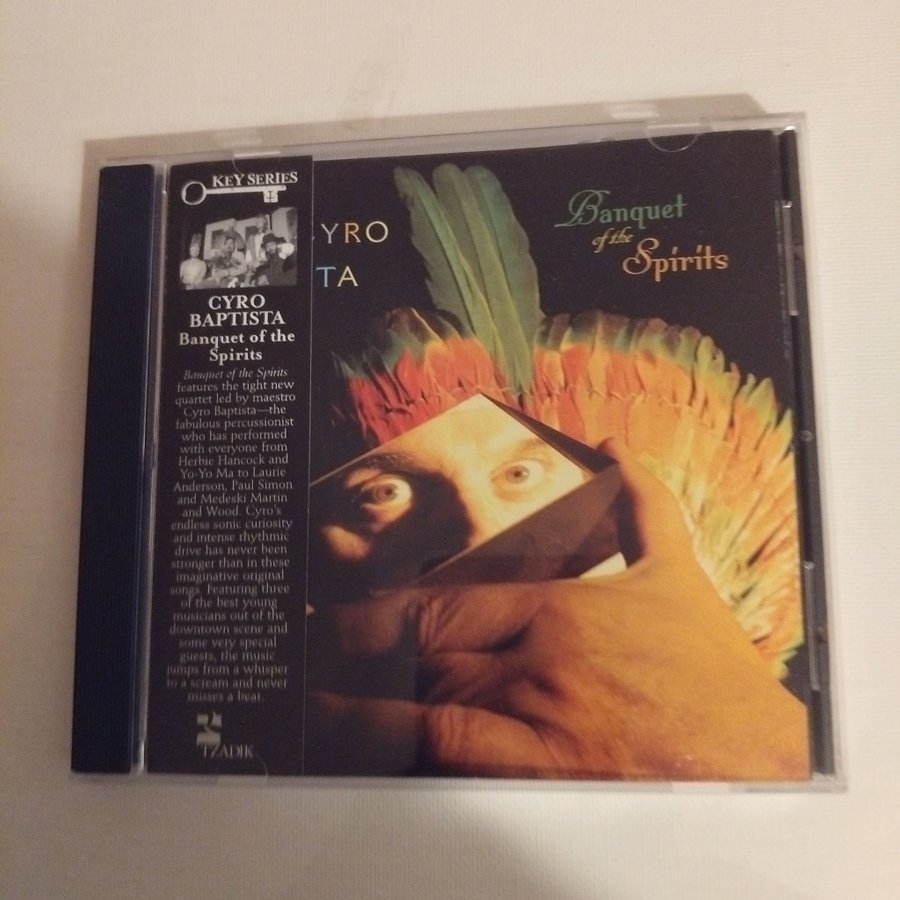 KEY SERIES
CYRO
BAPTISTA
Banquet of the
Spirits
Banquet of the Spirits
features the tight new
quartet led by maestro
Cyro Baptista—the
fabulous percussionist
who has performed
with everyone from
Herbie Hancock and
Yo-Yo Ma to Laurie
Anderson, Paul Simon
and Medeski Martin
and Wood. Cyro's
endless sonic curiosity
and intense rhythmic
drive has never been
stronger than in these
imaginative original
songs. Featuring three
of the best young
musicians out of the
downtown scene and
some very special
guests, the music
jumps from a whisper
to a scream and never
misses a beat.
TZADIK
YRO
TA
Banquet
of the
Spirits